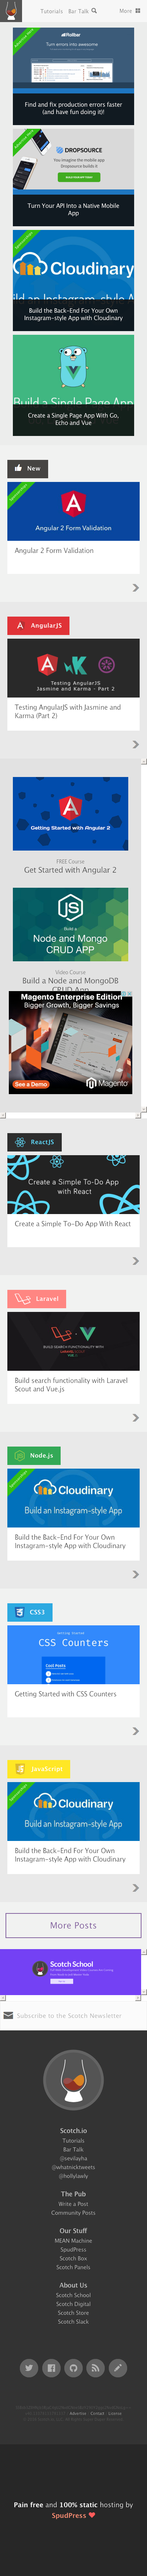 Tutorials Bar Talk More
Rollbar
Turn errors into awesome
Find and fix production errors faster
(and have fun doing it)!
DROPSOURCE
You imagine the mobile app
Dropsource builds it
Turn Your API Into a Native Mobile
App
Cloudinary
Build an Instagram-style App
Build the Back-End For Your Own
Instagram-style App with Cloudinary
Build a Single Page App
Create a Single Page App With Go,
Echo and Vue
New
Angular 2 Form Validation
Angular 2 Form Validation
AngularJS
Testing AngularJS
Jasmine and Karma - Part 2
Testing AngularJS with Jasmine and
Karma (Part 2)
Getting Started with Angular 2
FREE Course
Get Started with Angular 2
Build a
Node and Mongo
CRUD APP
Video Course
Build a Node and MongoDB
CRUD App
Magento Enterprise Edition
Bigger Growth, Bigger Savings
See a Demo
Magento
ReactJS
Create a Simple To-Do App
with React
Create a Simple To-Do App With React
Laravel
BUILD SEARCH FUNCTIONALITY WITH
Build search functionality with Laravel
Scout and Vue.js
Node.js
Cloudinary
Build an Instagram-style App
Build the Back-End For Your Own
Instagram-style App with Cloudinary
CSS3
Getting Started
CSS Counters
Cool Posts
Getting Started with CSS Counters
JavaScript
Cloudinary
Build an Instagram-style App
Build the Back-End For Your Own
Instagram-style App with Cloudinary
More Posts
Scotch School
Subscribe to the Scotch Newsletter
Scotch.io
Tutorials
Bar Talk
@sevilayha
@whatnicktweets
@hollylawly
The Pub
Write a Post
Community Posts
Our Stuff
MEAN Machine
SpudPress
Scotch Box
Scotch Panels
About Us
Scotch School
Scotch Digital
Scotch Store
Scotch Slack
Advertise Contact License
Pain free and 100% static hosting by
SpudPress